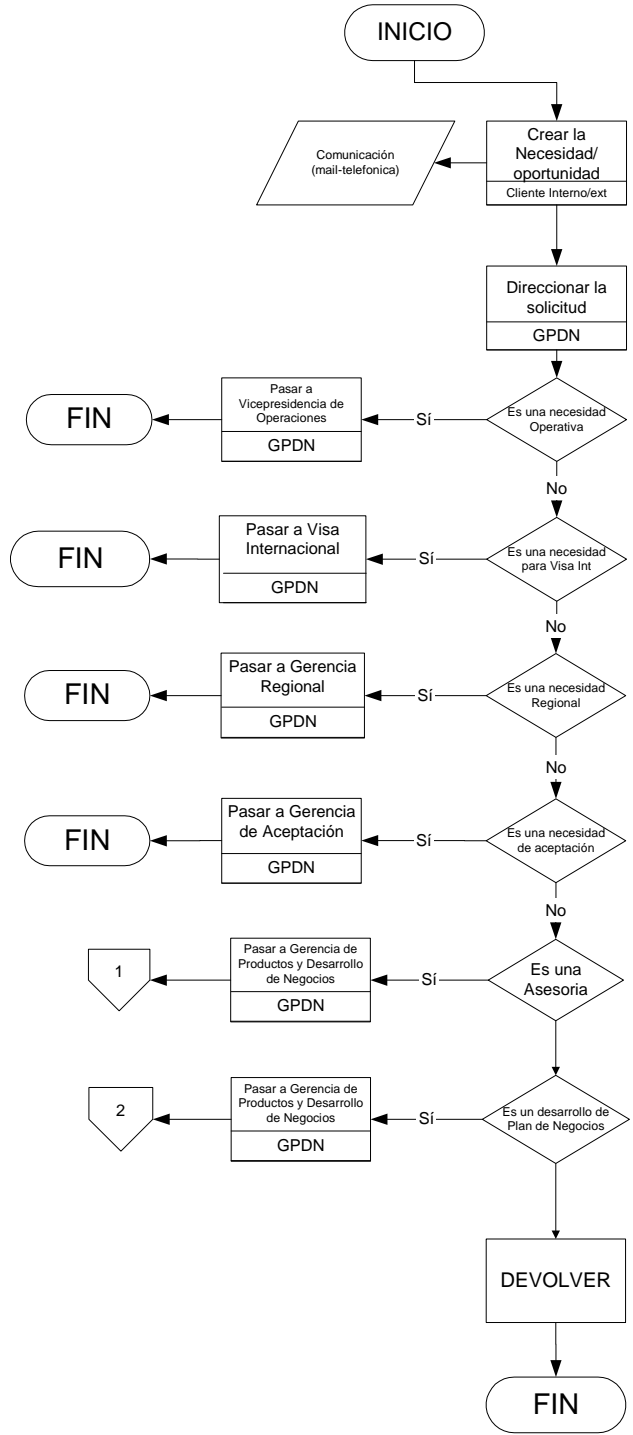 INICIO
Crear la
Necesidad/
oportunidad
Cliente Interno/ext
Comunicación
(mail-telefonica)
Direccionar la
solicitud
GPDN
Es una necesidad
Operativa
Sí
Pasar a
Vicepresidencia de
Operaciones
GPDN
FIN
No
Es una necesidad
para Visa Int
Sí
Pasar a Visa
Internacional
GPDN
FIN
No
Es una necesidad
Regional
Sí
Pasar a Gerencia
Regional
GPDN
FIN
No
Es una necesidad
de aceptación
Sí
Pasar a Gerencia
de Aceptación
GPDN
FIN
No
Es una
Asesoria
Sí
Pasar a Gerencia de
Productos y Desarrollo
de Negocios
GPDN
1
Es un desarrollo de
Plan de Negocios
Sí
Pasar a Gerencia de
Productos y Desarrollo
de Negocios
GPDN
2
DEVOLVER
FIN